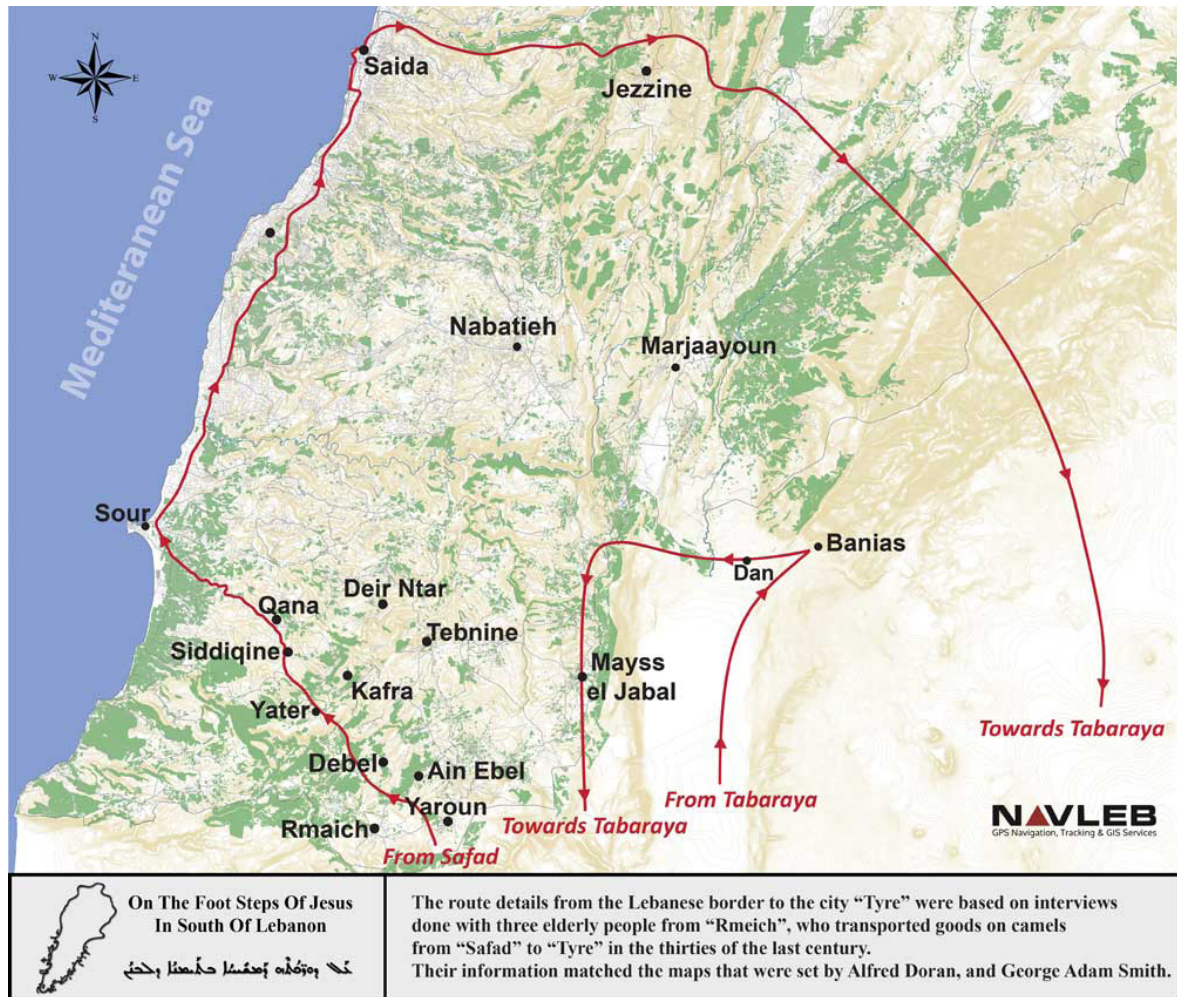 N
W
E
S
Saida
Jezzine
Mediteranean Sea
Nabatieh
Marjaayoun
Sour
Banias
Dan
Deir Ntar
Qana
Tebnine
Siddiqine
Mayss
el Jabal
Kafra
Yater
Towards Tabaraya
Debel
Ain Ebel
From Tabaraya
Yaroun
Towards Tabaraya
Rmaich
From Safad
NAVLEB
GPS Navigation, Tracking & GIS Services
On The Foot Steps Of Jesus
In South Of Lebanon
The route details from the Lebanese border to the city “Tyre” were based on interviews
done with three elderly people from “Rmeich”, who transported goods on camels
from “Safad” to “Tyre” in the thirties of the last century.
Their information matched the maps that were set by Alfred Doran, and George Adam Smith.